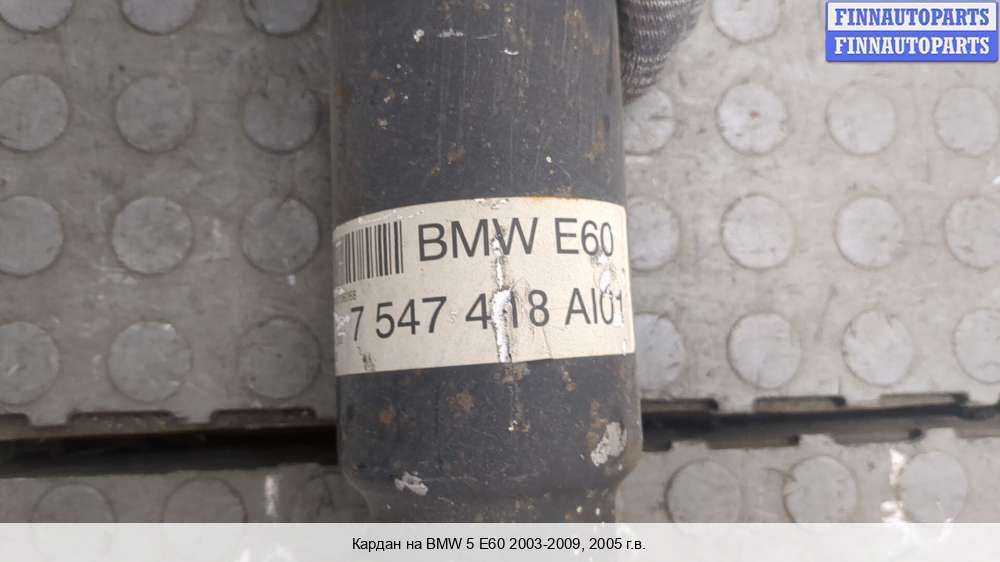 FINNAUTOPARTS
FINNAUTOPARTS
BMW E60
7 547 418 AI01
Кардан на BMW 5 E60 2003-2009, 2005 г.в.